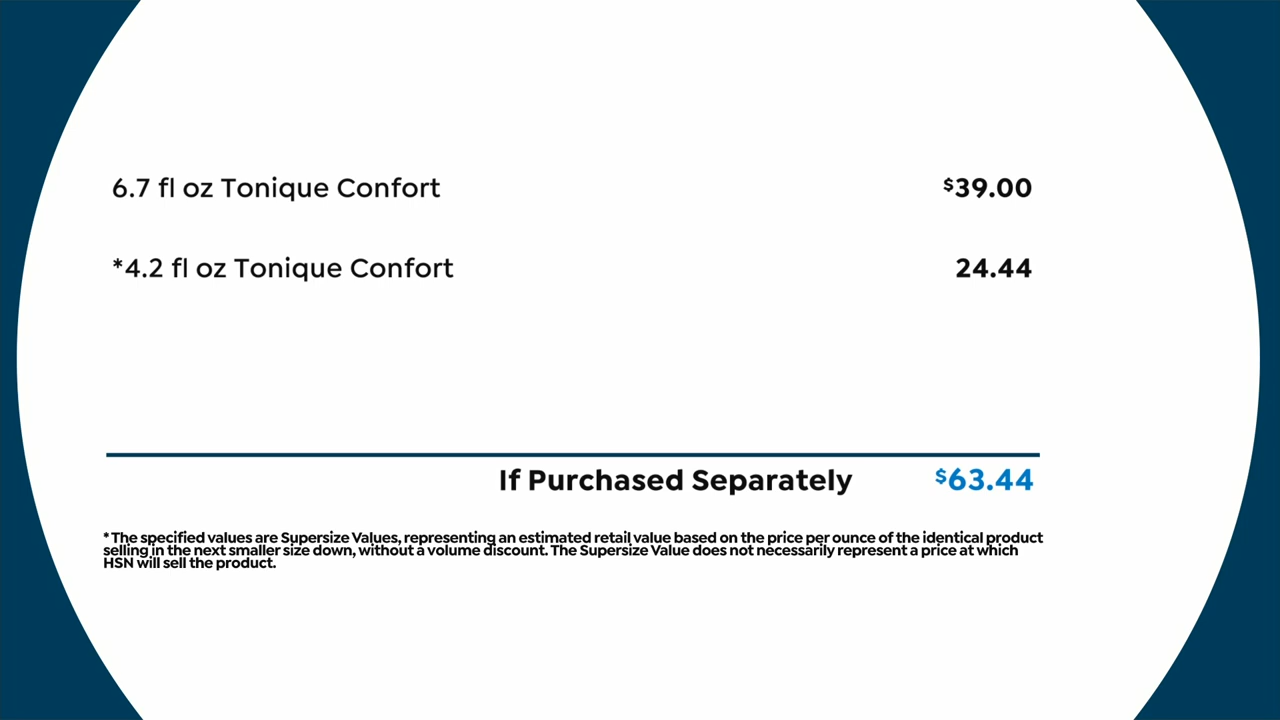 6.7 fl oz Tonique Confort $39.00
*4.2 fl oz Tonique Confort 24.44
If Purchased Separately $63.44
* The specified values are Supersize Values, representing an estimated retail value based on the price per ounce of the identical product
selling in the next smaller size down, without a volume discount. The Supersize Value does not necessarily represent a price at which
HSN will sell the product.